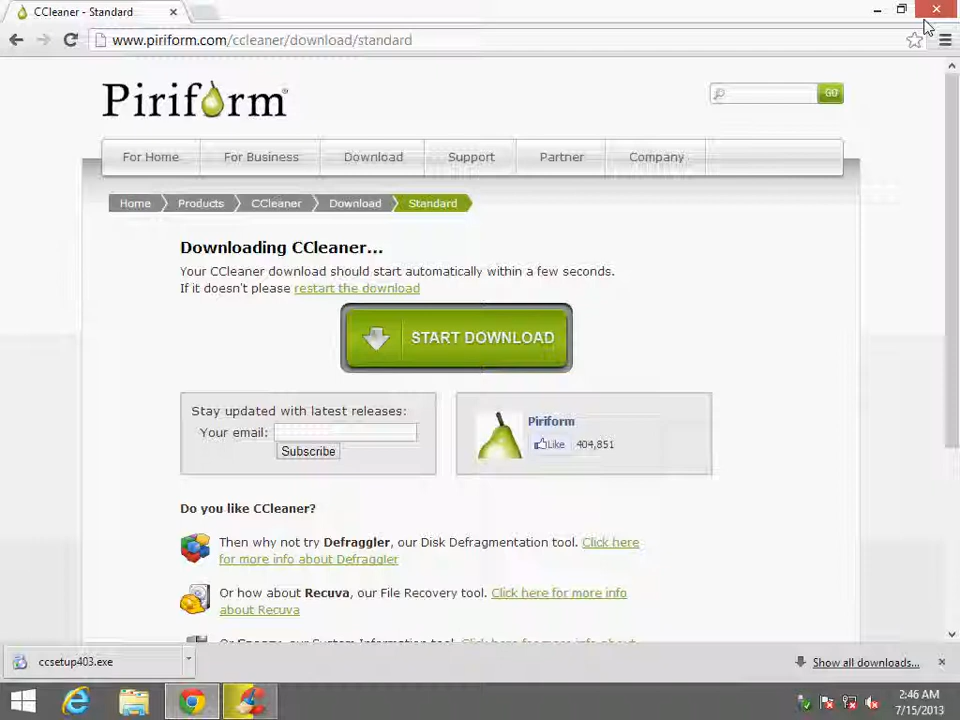 CCleaner - Standard
www.piriform.com/ccleaner/download/standard
Piriform®
GO
For Home
For Business
Download
Support
Partner
Company
Home
Products
CCleaner
Download
Standard
Downloading CCleaner...
Your CCleaner download should start automatically within a few seconds.
If it doesn't please restart the download
START DOWNLOAD
Stay updated with latest releases:
Your email:
Subscribe
Piriform
Like 404,851
Do you like CCleaner?
Then why not try Defraggler, our Disk Defragmentation tool. Click here
for more info about Defraggler
Or how about Recuva, our File Recovery tool. Click here for more info
about Recuva
ccsetup403.exe
Show all downloads...
2:46 AM
7/15/2013